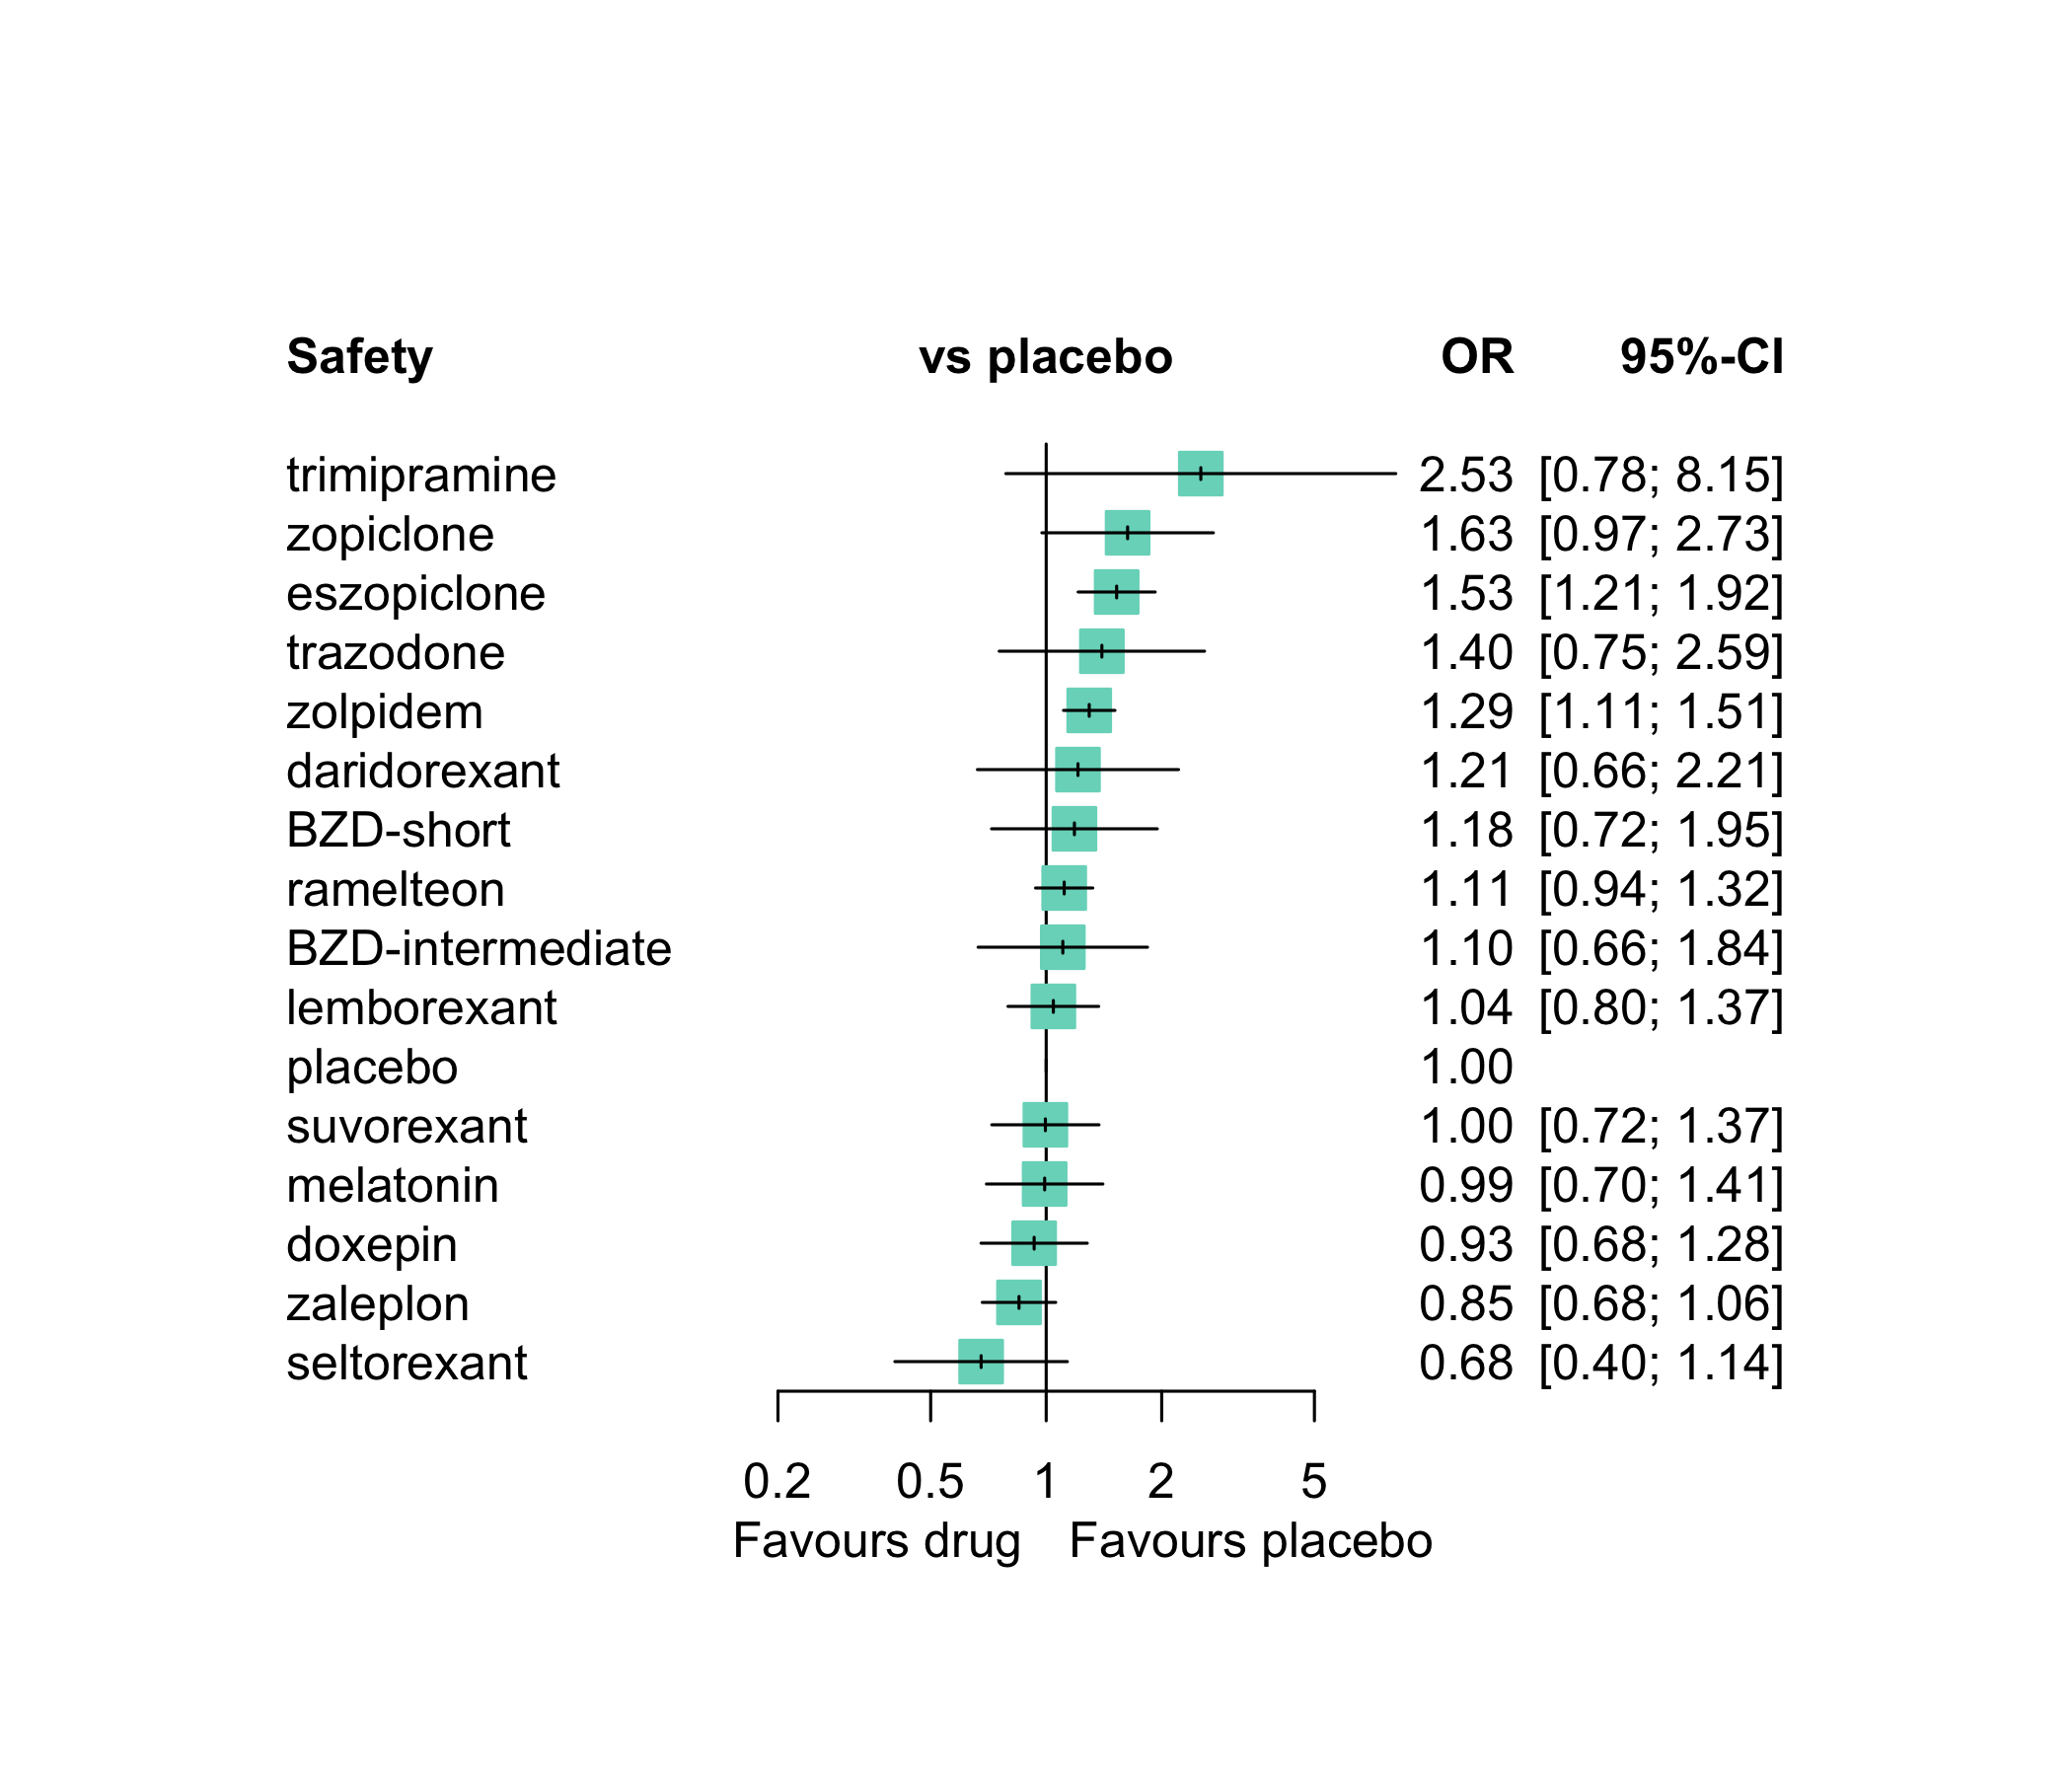 Safety vs placebo OR 95%-CI
trimipramine 2.53 [0.78; 8.15]
zopiclone 1.63 [0.97; 2.73]
eszopiclone 1.53 [1.21; 1.92]
trazodone 1.40 [0.75; 2.59]
zolpidem 1.29 [1.11; 1.51]
daridorexant 1.21 [0.66; 2.21]
BZD-short 1.18 [0.72; 1.95]
ramelteon 1.11 [0.94; 1.32]
BZD-intermediate 1.10 [0.66; 1.84]
lemborexant 1.04 [0.80; 1.37]
placebo 1.00
suvorexant 1.00 [0.72; 1.37]
melatonin 0.99 [0.70; 1.41]
doxepin 0.93 [0.68; 1.28]
zaleplon 0.85 [0.68; 1.06]
seltorexant 0.68 [0.40; 1.14]
0.2 0.5 1 2 5
Favours drug Favours placebo